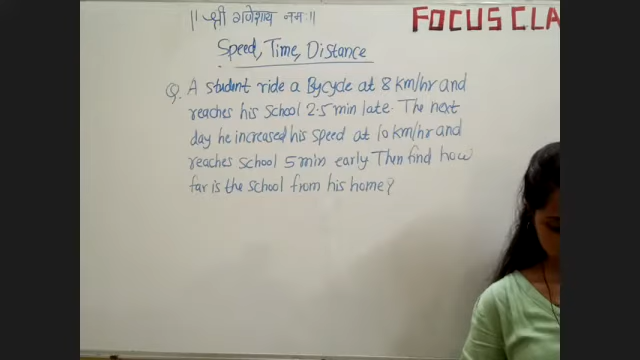 || श्री गणेशाय नमः ||
FOCUS CLA
Speed, Time, Distance
Q. A student ride a Bycycle at 8 km/hr and
reaches his School 2.5 min late. The next
day he increased his speed at 10 km/hr and
reaches school 5 min early Then find how
far is the school from his home?